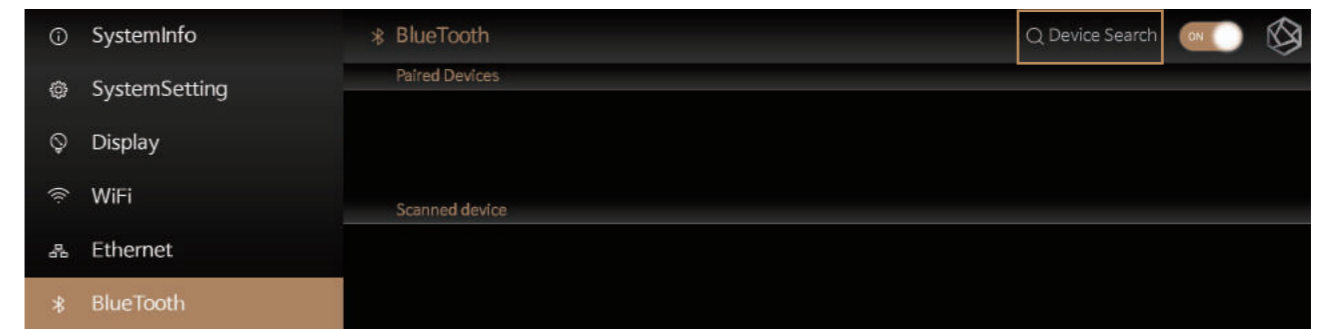 SystemInfo
SystemSetting
Display
WiFi
Ethernet
BlueTooth
BlueTooth
Device Search
ON
Paired Devices
Scanned device